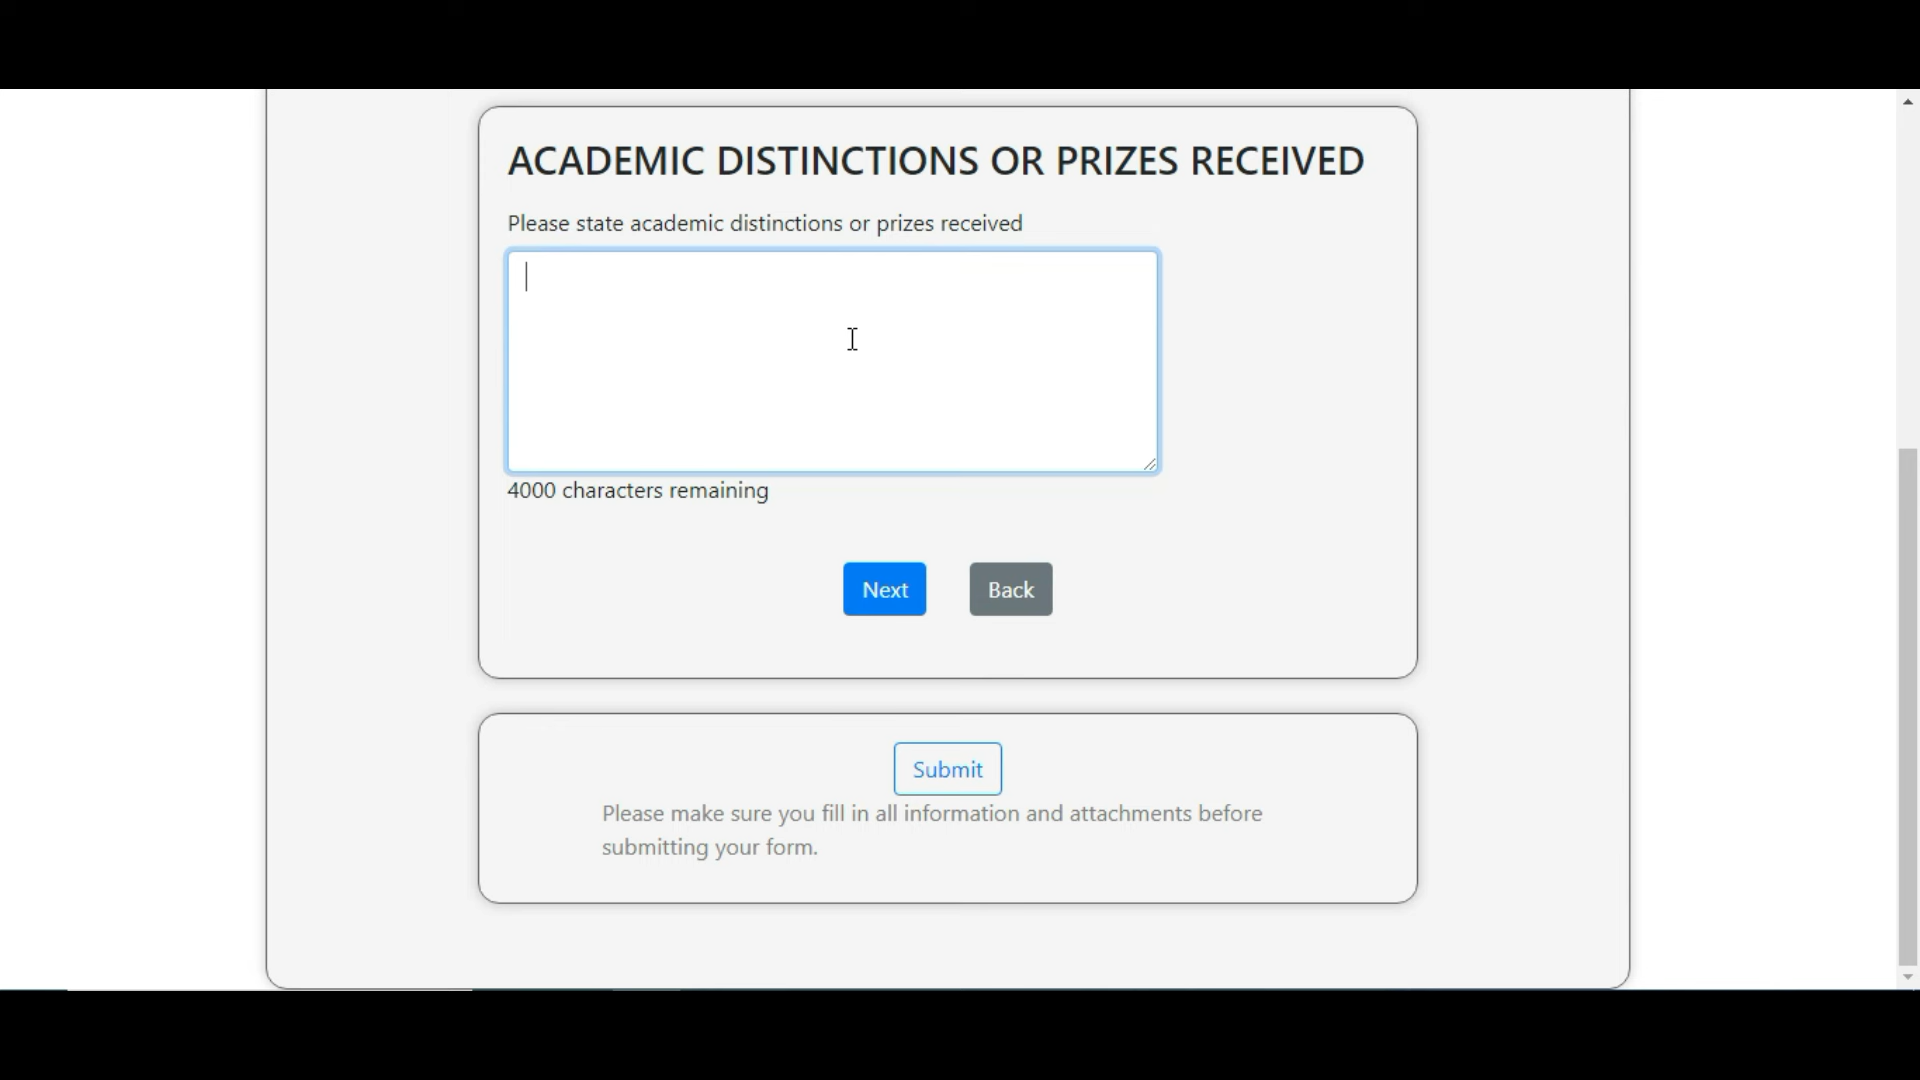 ACADEMIC DISTINCTIONS OR PRIZES RECEIVED
Please state academic distinctions or prizes received
4000 characters remaining
Next Back
Submit
Please make sure you fill in all information and attachments before
submitting your form.